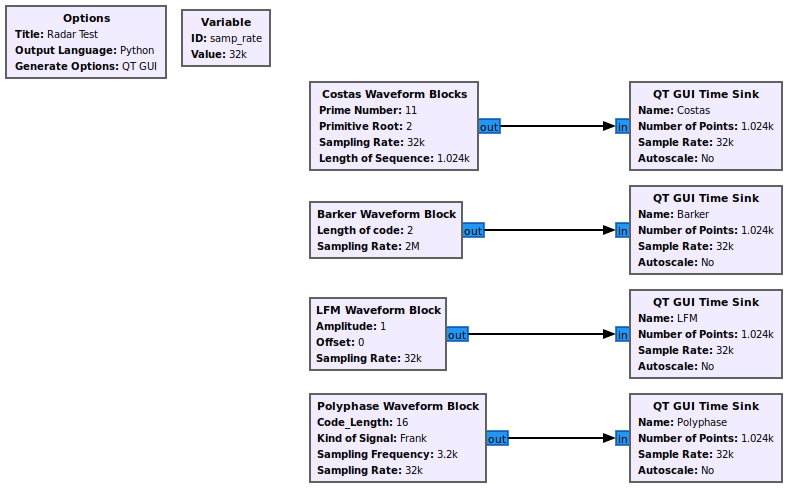 Options
Title: Radar Test
Output Language: Python
Generate Options: QT GUI
Variable
ID: samp_rate
Value: 32k
Costas Waveform Blocks
Prime Number: 11
Primitive Root: 2
Sampling Rate: 32k
Length of Sequence: 1.024k
out
in
QT GUI Time Sink
Name: Costas
Number of Points: 1.024k
Sample Rate: 32k
Autoscale: No
Barker Waveform Block
Length of code: 2
Sampling Rate: 2M
out
in
QT GUI Time Sink
Name: Barker
Number of Points: 1.024k
Sample Rate: 32k
Autoscale: No
LFM Waveform Block
Amplitude: 1
Offset: 0
Sampling Rate: 32k
out
in
QT GUI Time Sink
Name: LFM
Number of Points: 1.024k
Sample Rate: 32k
Autoscale: No
Polyphase Waveform Block
Code_Length: 16
Kind of Signal: Frank
Sampling Frequency: 3.2k
Sampling Rate: 32k
out
in
QT GUI Time Sink
Name: Polyphase
Number of Points: 1.024k
Sample Rate: 32k
Autoscale: No